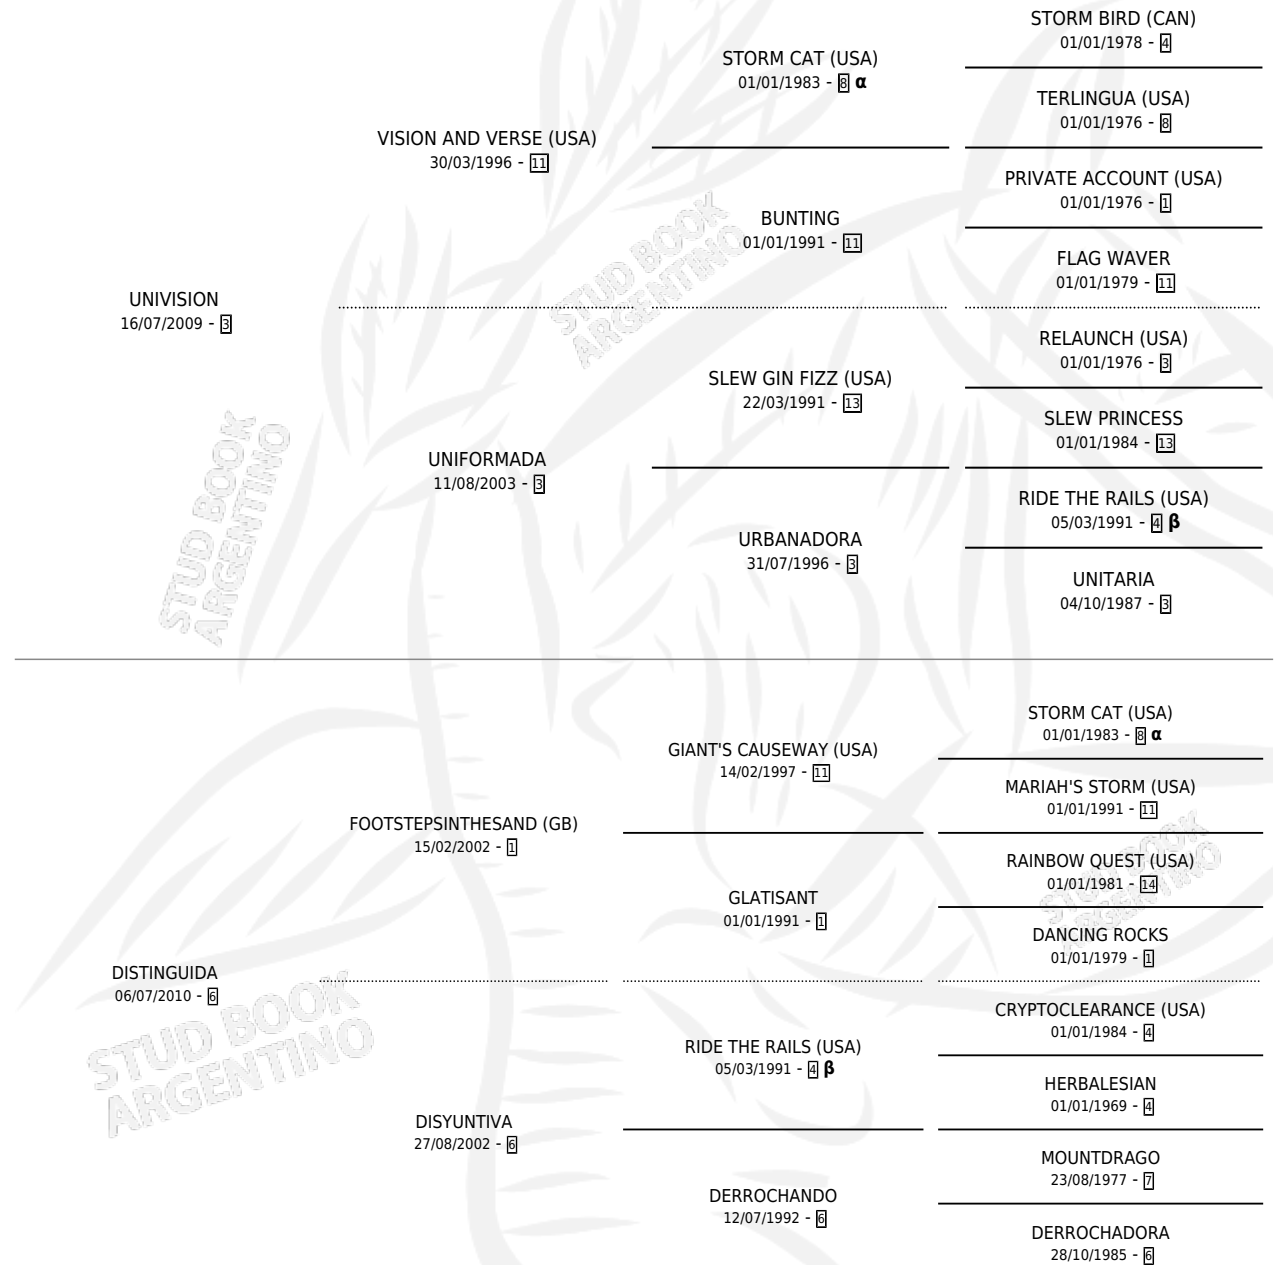 STORM BIRD (CAN)
01/01/1978 - 4
STORM CAT (USA)
01/01/1983 - 8 α
TERLINGUA (USA)
01/01/1976 - 8
VISION AND VERSE (USA)
30/03/1996 - 11
PRIVATE ACCOUNT (USA)
01/01/1976 - 1
BUNTING
01/01/1991 - 11
FLAG WAVER
01/01/1979 - 11
UNIVISION
16/07/2009 - 3
RELAUNCH (USA)
01/01/1976 - 3
SLEW GIN FIZZ (USA)
22/03/1991 - 13
SLEW PRINCESS
01/01/1984 - 13
UNIFORMADA
11/08/2003 - 3
RIDE THE RAILS (USA)
05/03/1991 - 4 β
URBANADORA
31/07/1996 - 3
UNITARIA
04/10/1987 - 3
STUD BOOK
ARGENTINO
STUD BOOK
ARGENTINO
STORM CAT (USA)
01/01/1983 - 8 α
GIANT'S CAUSEWAY (USA)
14/02/1997 - 11
MARIAH'S STORM (USA)
01/01/1991 - 11
FOOTSTEPSINTHESAND (GB)
15/02/2002 - 1
RAINBOW QUEST (USA)
01/01/1981 - 14
GLATISANT
01/01/1991 - 1
DANCING ROCKS
01/01/1979 - 1
DISTINGUIDA
06/07/2010 - 6
CRYPTOCLEARANCE (USA)
01/01/1984 - 4
RIDE THE RAILS (USA)
05/03/1991 - 4 β
HERBALESIAN
01/01/1969 - 4
DISYUNTIVA
27/08/2002 - 6
MOUNTDRAGO
23/08/1977 - 7
DERROCHANDO
12/07/1992 - 6
DERROCHADORA
28/10/1985 - 6
STUD BOOK
ARGENTINO
STUD BOOK
ARGENTINO